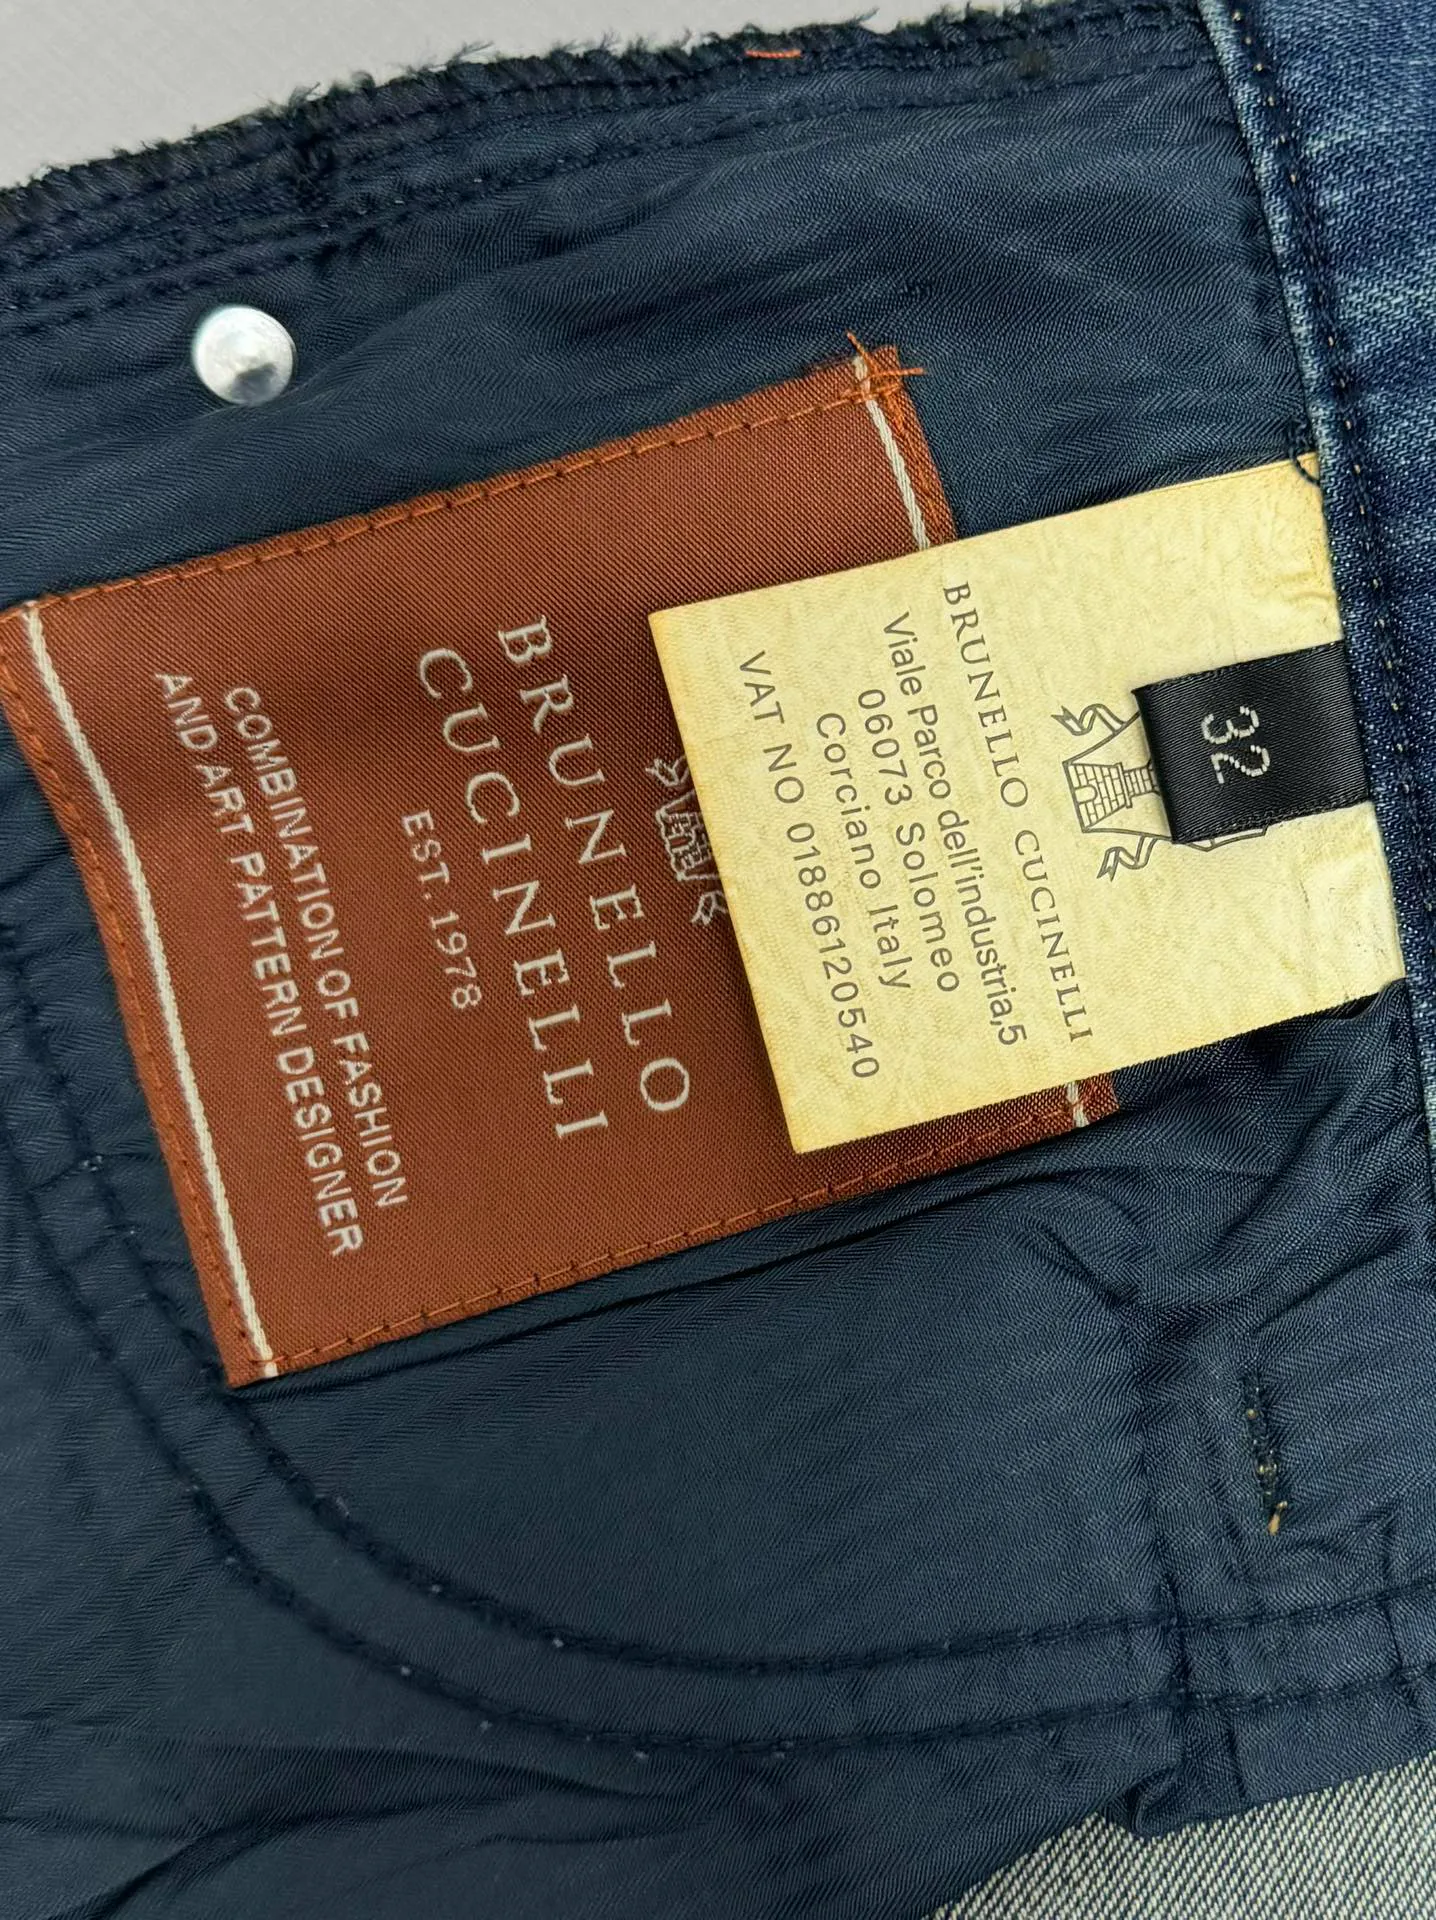 32
BRUNELLO CUCINELLI
Viale Parco dell'industria,5
06073 Solomeo
Corciano Italy
VAT NO 01886120540
BRUNELLO
CUCINELLI
EST.1978
COMBINATION OF FASHION
AND ART PATTERN DESIGNER